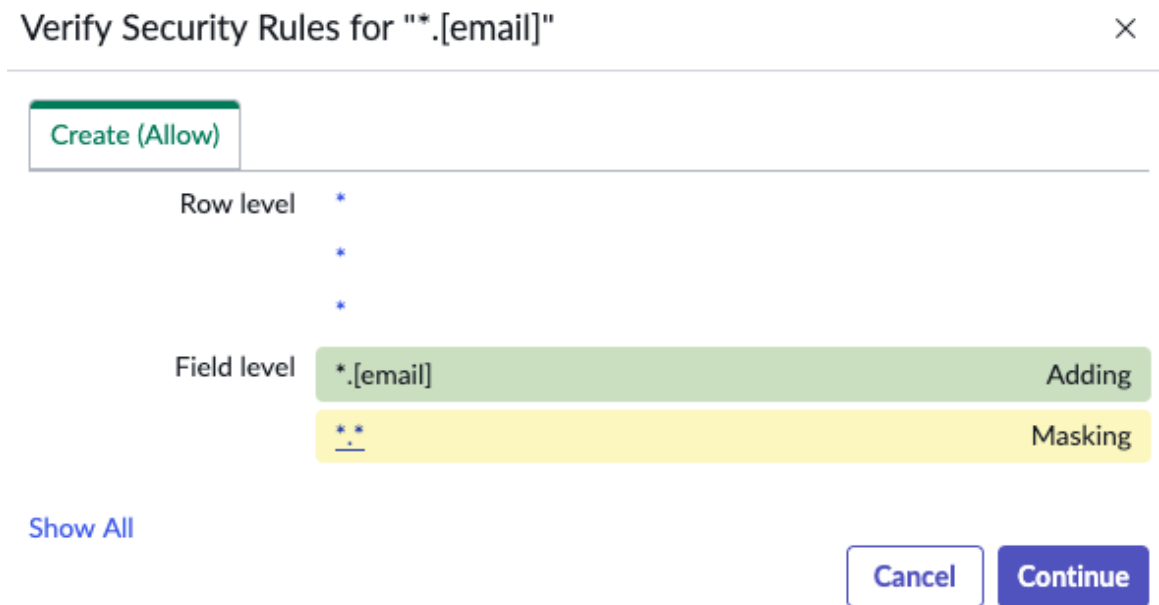 Verify Security Rules for "*.[email]" ×
Create (Allow)
Row level *
*
*
Field level *.[email] Adding
*.* Masking
Show All
Cancel Continue